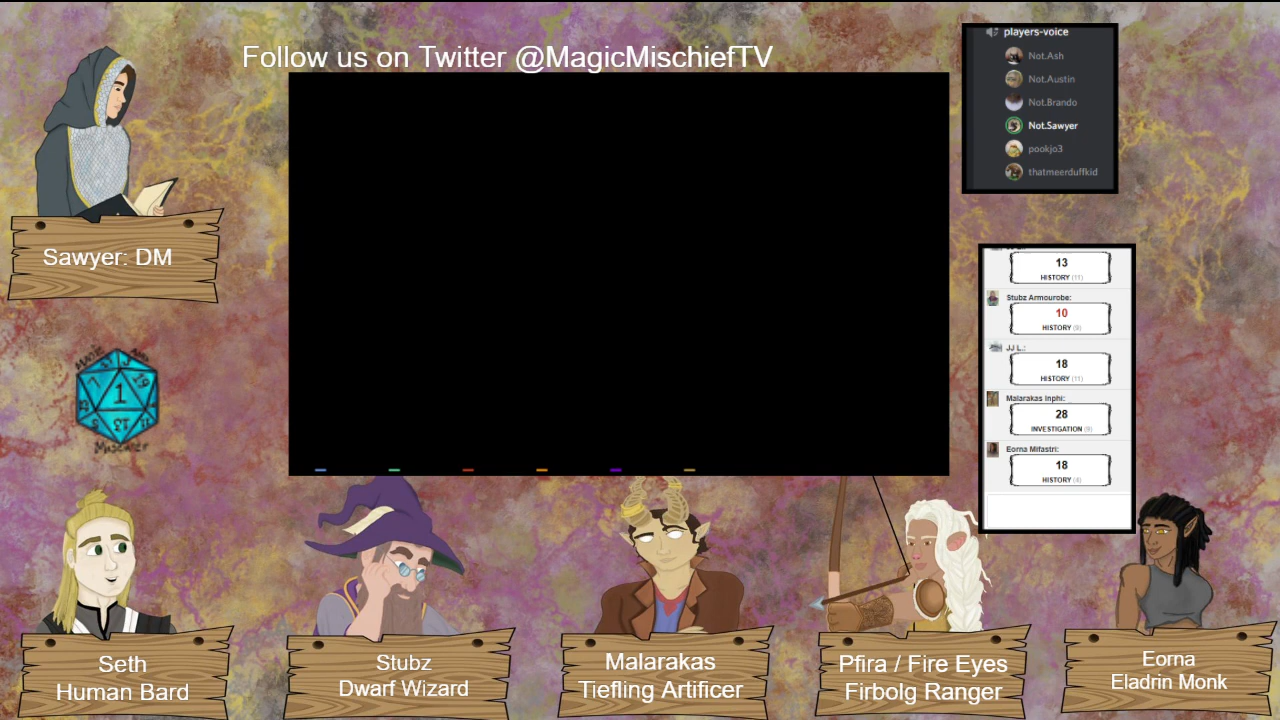 Follow us on Twitter @MagicMischiefTV
players-voice
Not.Ash
Not.Austin
Not.Brando
Not.Sawyer
pookjo3
thatmeerduffkid
Sawyer: DM
13
HISTORY (11)
Stubz Armourobe:
10
HISTORY (9)
JJ L.:
18
HISTORY (11)
Malarakas Inphi:
28
INVESTIGATION (9)
Eorna Mifastri:
18
HISTORY (4)
1
Seth
Human Bard
Stubz
Dwarf Wizard
Malarakas
Tiefling Artificer
Pfira / Fire Eyes
Firbolg Ranger
Eorna
Eladrin Monk